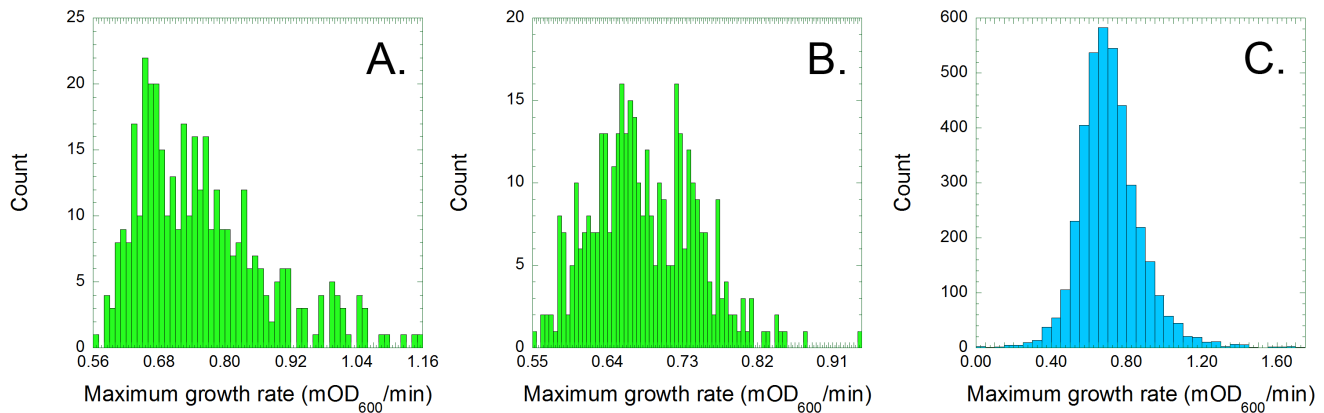 A.
25
20
15
10
5
0
0.56 0.68 0.80 0.92 1.04 1.16
Count
Maximum growth rate (mOD600/min)
B.
20
15
10
5
0
0.55 0.64 0.73 0.82 0.91
Count
Maximum growth rate (mOD600/min)
C.
600
500
400
300
200
100
0
0.00 0.40 0.80 1.20 1.60
Count
Maximum growth rate (mOD600/min)